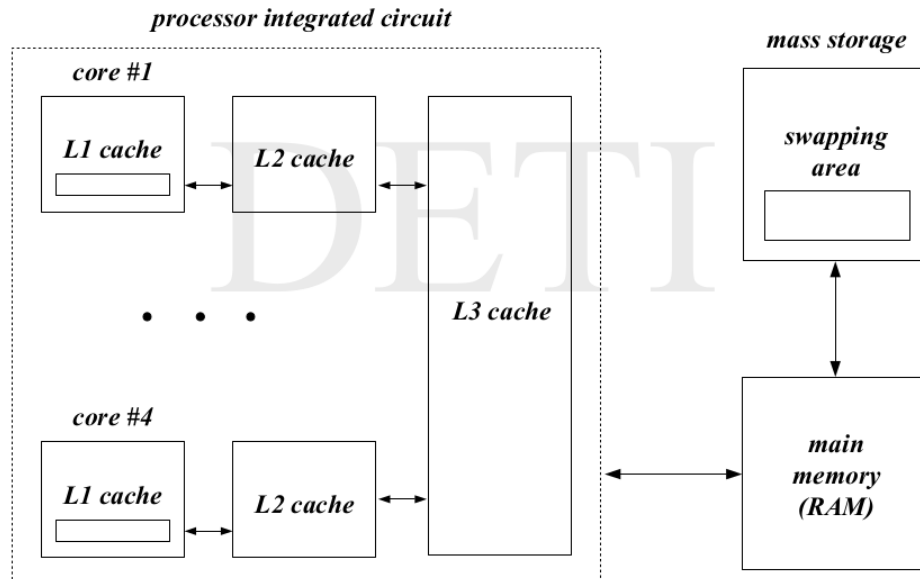 processor integrated circuit
mass storage
core #1
L1 cache
L2 cache
swapping
area
DETI
L3 cache
core #4
L1 cache
L2 cache
main
memory
(RAM)